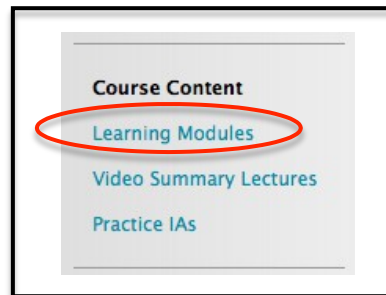 Course Content
Learning Modules
Video Summary Lectures
Practice IAs